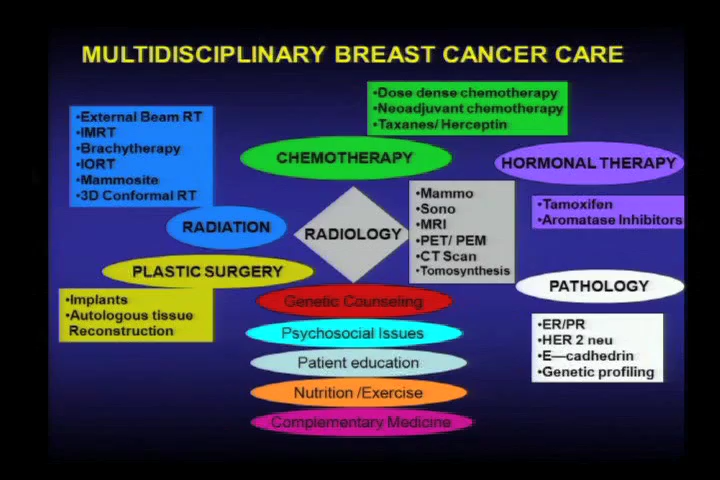 MULTIDISCIPLINARY BREAST CANCER CARE
•Dose dense chemotherapy
•Neoadjuvant chemotherapy
•Taxanes/ Herceptin
•External Beam RT
•IMRT
•Brachytherapy
•IORT
•Mammosite
•3D Conformal RT
CHEMOTHERAPY
HORMONAL THERAPY
•Tamoxifen
•Aromatase Inhibitors
RADIATION
RADIOLOGY
•Mammo
•Sono
•MRI
•PET/ PEM
•CT Scan
•Tomosynthesis
PLASTIC SURGERY
•Implants
•Autologous tissue
Reconstruction
PATHOLOGY
•ER/PR
•HER 2 neu
•E—cadhedrin
•Genetic profiling
Genetic Counseling
Psychosocial Issues
Patient education
Nutrition /Exercise
Complementary Medicine